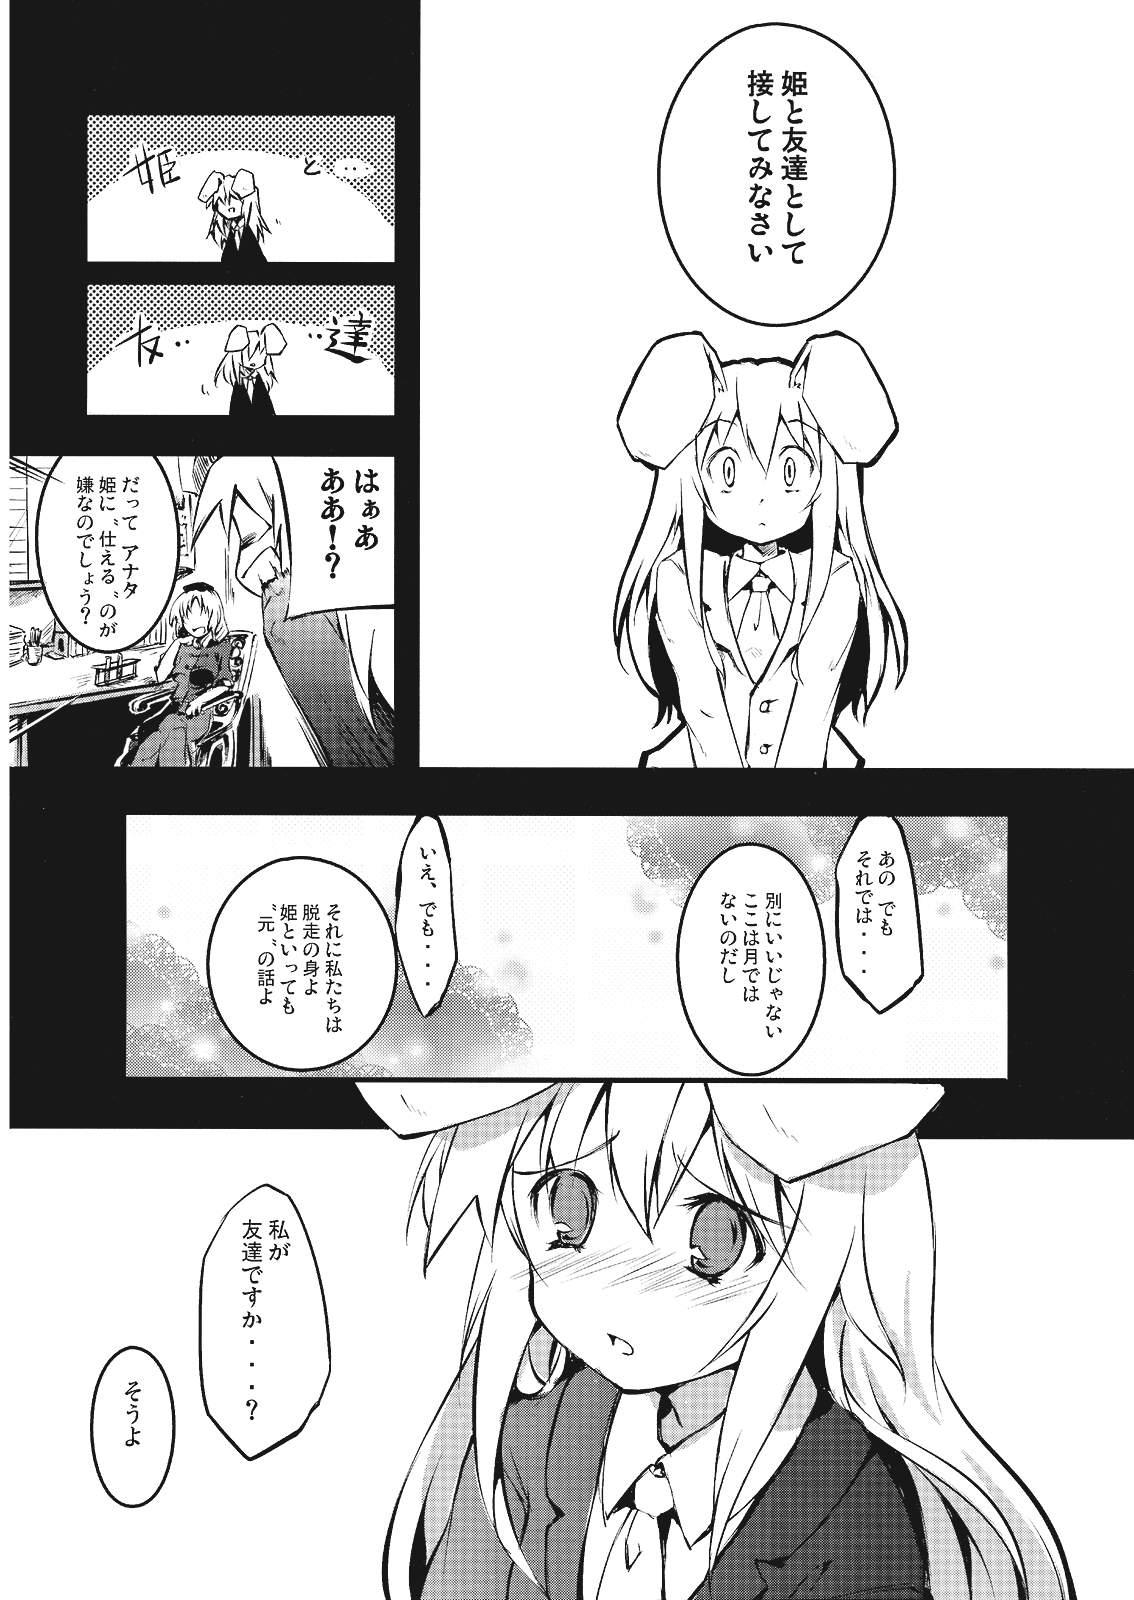 姫と友達として
接してみなさい
姫
と…
友‥
‥達
はぁあ
ああ!?
だって アナタ
姫に〝仕える〟のが
嫌なのでしょう?
あの でも
それでは・・・
別にいいじゃない
ここは月では
ないのだし
いえ、でも・・・
それに私たちは
脱走の身よ
姫といっても
〝元〟の話よ
私が
友達ですか・・・・?
そうよ